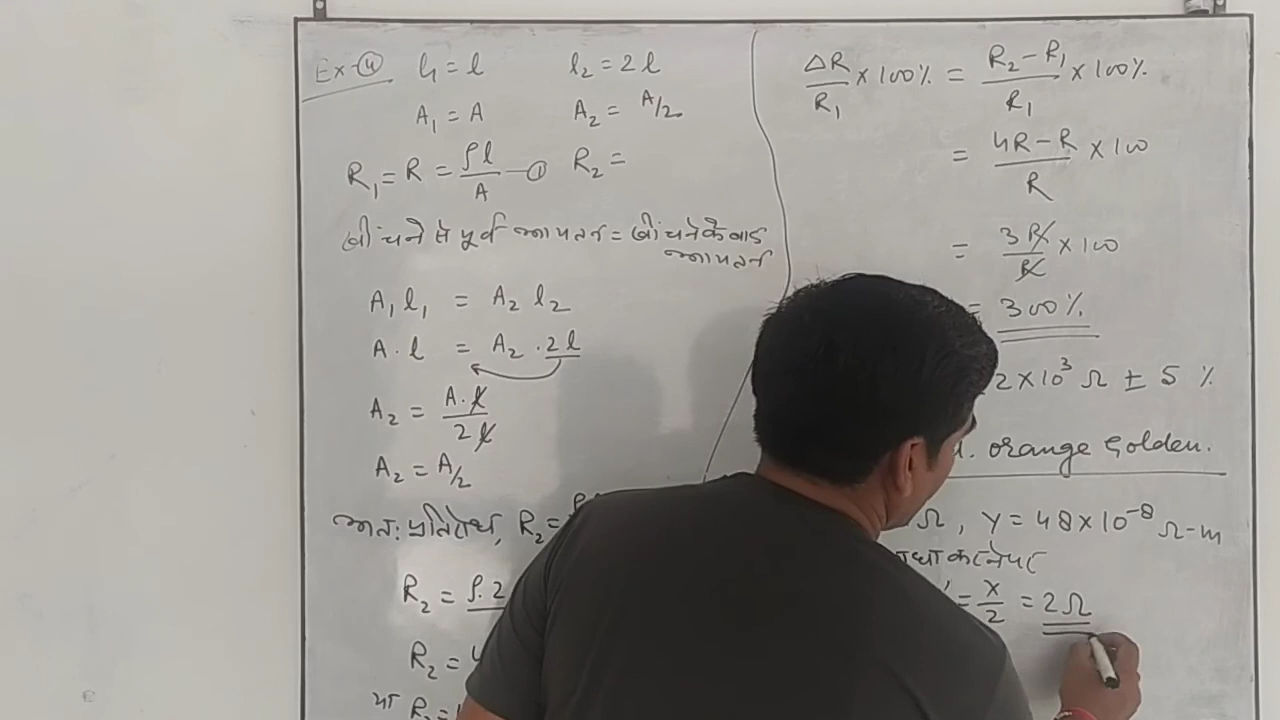 Ex-④ l₁ = l l₂ = 2l
A₁ = A A₂ = A/2
R₁ = R = ρl/A —① R₂ =
खींचने से पूर्व आयतन = खींचने के बाद
आयतन
A₁ l₁ = A₂ l₂
A · l = A₂ · 2l
A₂ = A·l/2l
A₂ = A/2
अतः प्रतिरोध, R₂ =
R₂ = ρ·2
R₂ =
या R₂ =
ΔR/R₁ × 100% = R₂ − R₁/R₁ × 100%
= 4R − R/R × 100
= 3R/R × 100
= 300%
2×10³ Ω ± 5 %
orange Golden.
Ω, Y = 48×10⁻⁸ Ω-m
करने पर
= x/2 = 2Ω